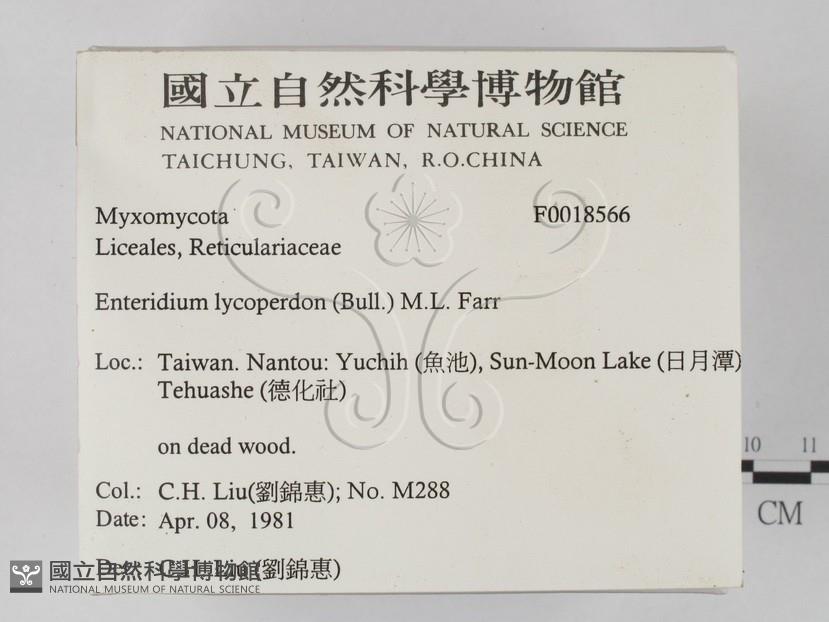 國立自然科學博物館
NATIONAL MUSEUM OF NATURAL SCIENCE
TAICHUNG, TAIWAN, R.O.CHINA
Myxomycota F0018566
Liceales, Reticulariaceae
Enteridium lycoperdon (Bull.) M.L. Farr
Loc.: Taiwan. Nantou: Yuchih (魚池), Sun-Moon Lake (日月潭)
Tehuashe (德化社)
on dead wood.
Col.: C.H. Liu(劉錦惠); No. M288
Date: Apr. 08, 1981
Det.: C.H. Liu (劉錦惠)
國立自然科學博物館
NATIONAL MUSEUM OF NATURAL SCIENCE
10 11
CM